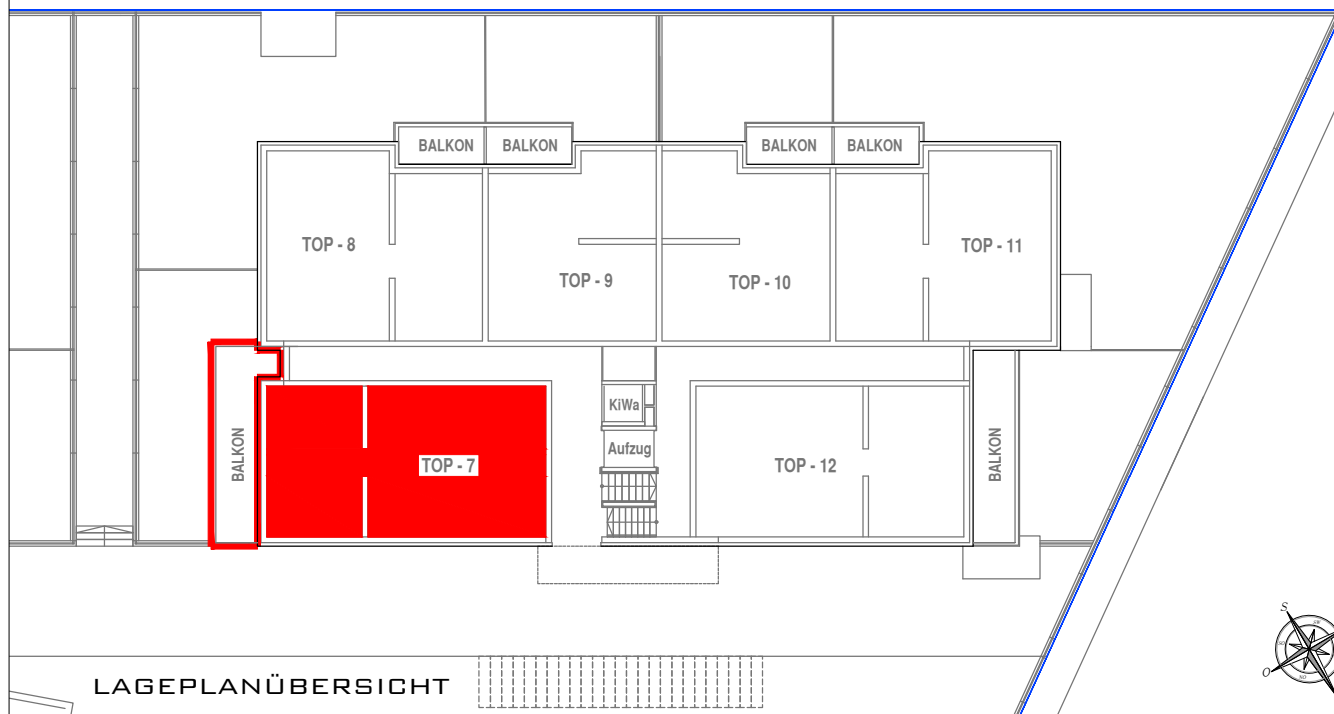 BALKON BALKON BALKON BALKON
TOP - 8
TOP - 11
TOP - 9
TOP - 10
KiWa
Aufzug
BALKON
TOP - 7
TOP - 12
BALKON
LAGEPLANÜBERSICHT
S
O